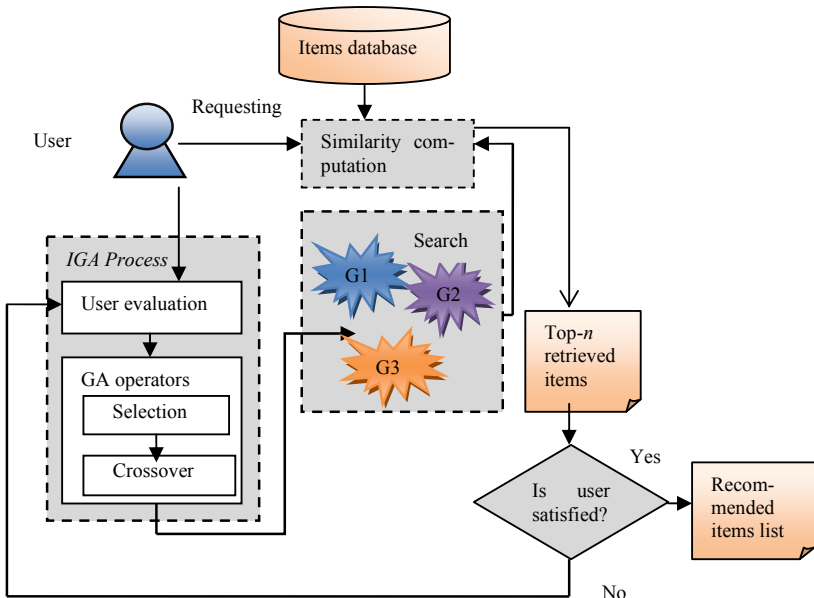 Items database
Requesting
User
Similarity com-
putation
IGA Process
Search
User evaluation
G1
G2
G3
GA operators
Selection
Crossover
Top-n
retrieved
items
Yes
Is user
satisfied?
Recom-
mended
items list
No